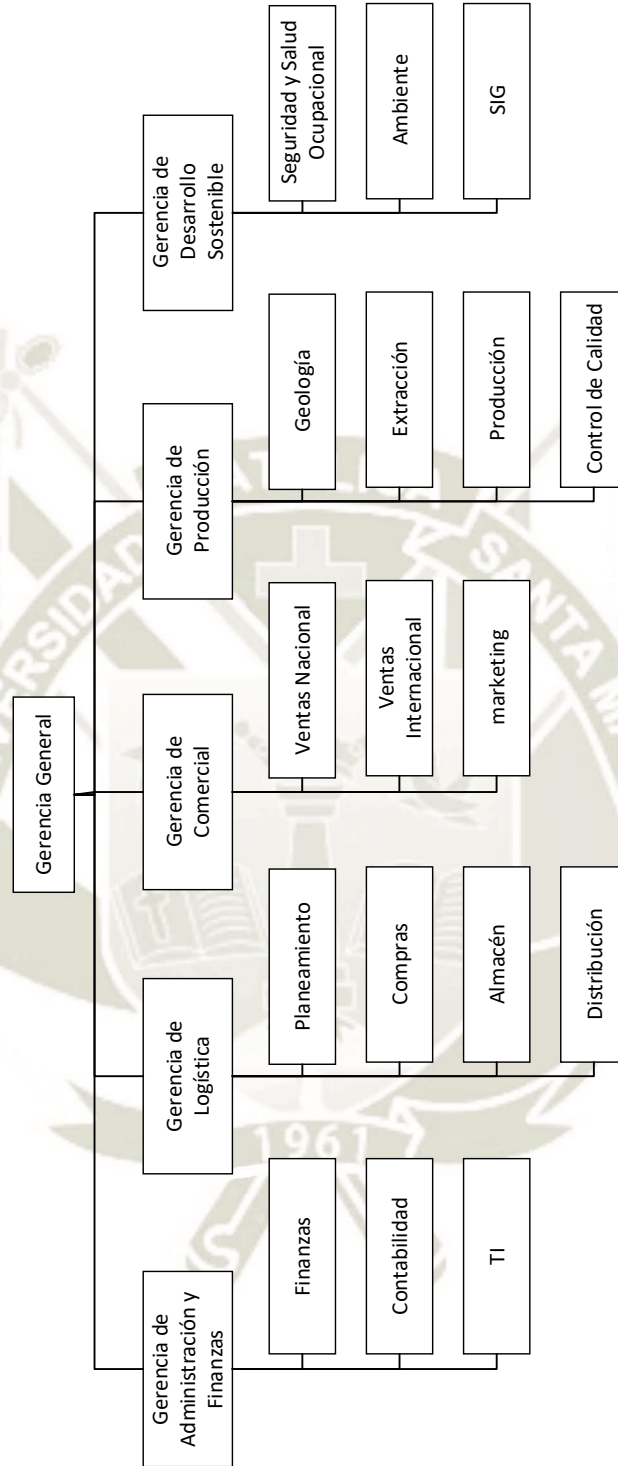 Gerencia General
Gerencia de
Administración y
Finanzas
Finanzas
Contabilidad
TI
Gerencia de
Logística
Planeamiento
Compras
Almacén
Distribución
Gerencia de
Comercial
Ventas Nacional
Ventas
Internacional
marketing
Gerencia de
Producción
Geología
Extracción
Producción
Control de Calidad
Gerencia de
Desarrollo
Sostenible
Seguridad y Salud
Ocupacional
Ambiente
SIG
1961